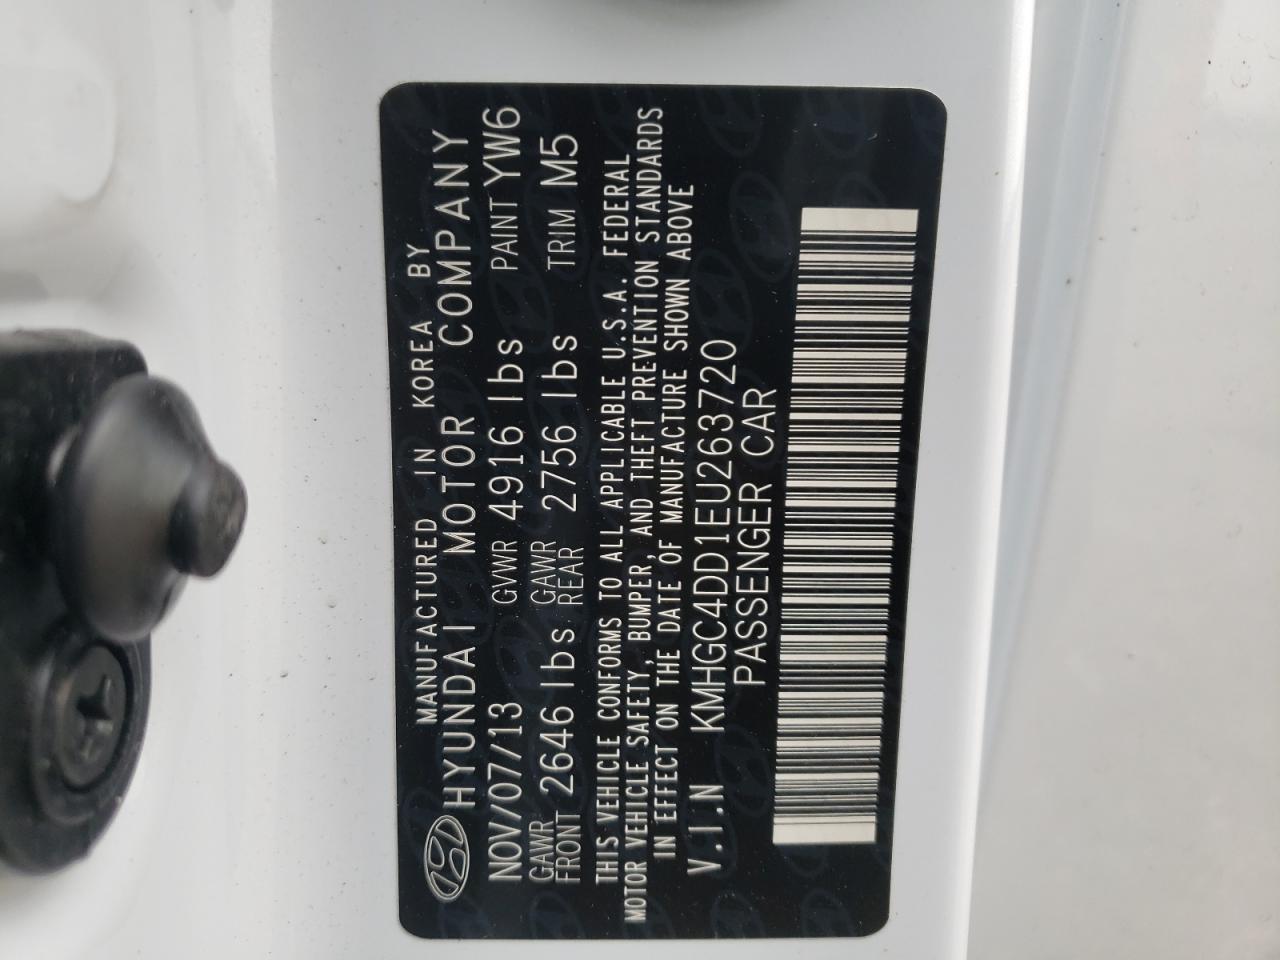 MANUFACTURED IN KOREA BY
HYUNDAI MOTOR COMPANY
NOV/07/13 GVWR 4916 lbs PAINT YW6
GAWR FRONT 2646 lbs GAWR REAR 2756 lbs TRIM M5
THIS VEHICLE CONFORMS TO ALL APPLICABLE U.S.A. FEDERAL
MOTOR VEHICLE SAFETY, BUMPER, AND THEFT PREVENTION STANDARDS
IN EFFECT ON THE DATE OF MANUFACTURE SHOWN ABOVE
V.I.N KMHGC4DD1EU263720
PASSENGER CAR